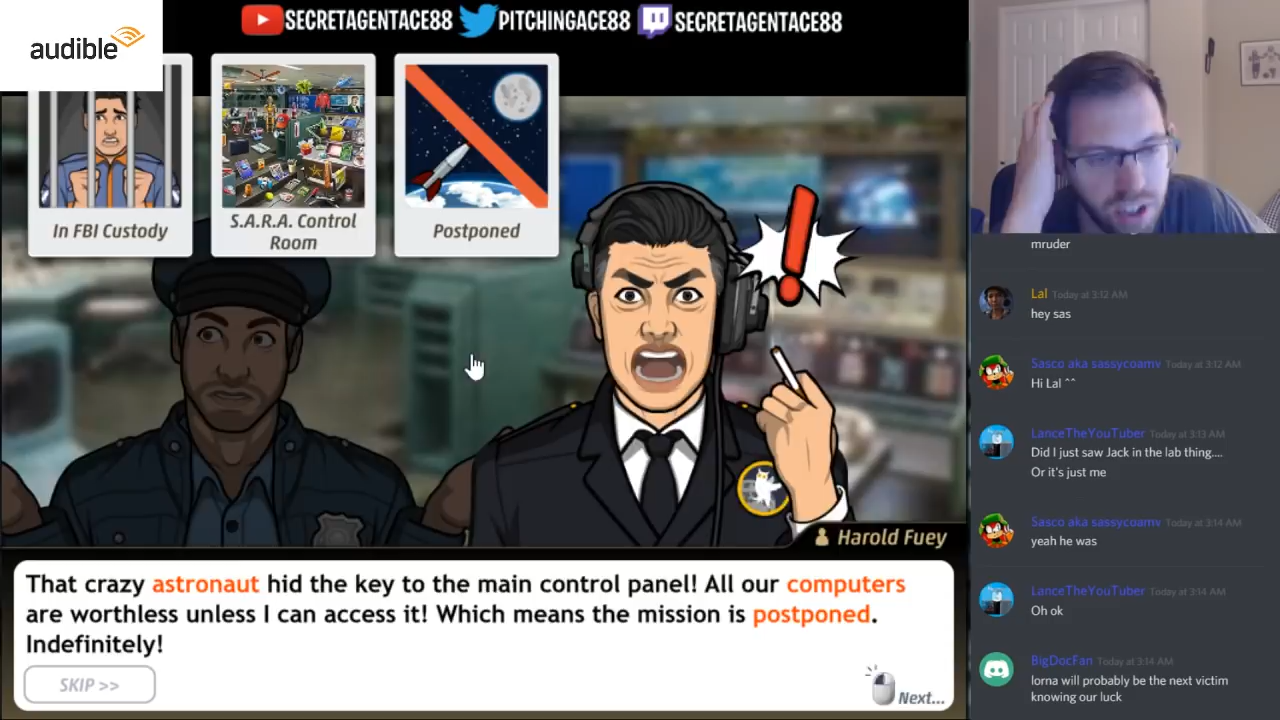 SECRETAGENTACE88 PITCHINGACE88 SECRETAGENTACE88
audible
In FBI Custody
S.A.R.A. Control
Room
Postponed
!
Harold Fuey
That crazy astronaut hid the key to the main control panel! All our computers
are worthless unless I can access it! Which means the mission is postponed.
Indefinitely!
SKIP >>
Next...
mruder
Lal Today at 3:12 AM
hey sas
Sasco aka sassycoamv Today at 3:12 AM
Hi Lal ^^
LanceTheYouTuber Today at 3:13 AM
Did I just saw Jack in the lab thing....
Or it's just me
Sasco aka sassycoamv Today at 3:14 AM
yeah he was
LanceTheYouTuber Today at 3:14 AM
Oh ok
BigDocFan Today at 3:14 AM
lorna will probably be the next victim
knowing our luck